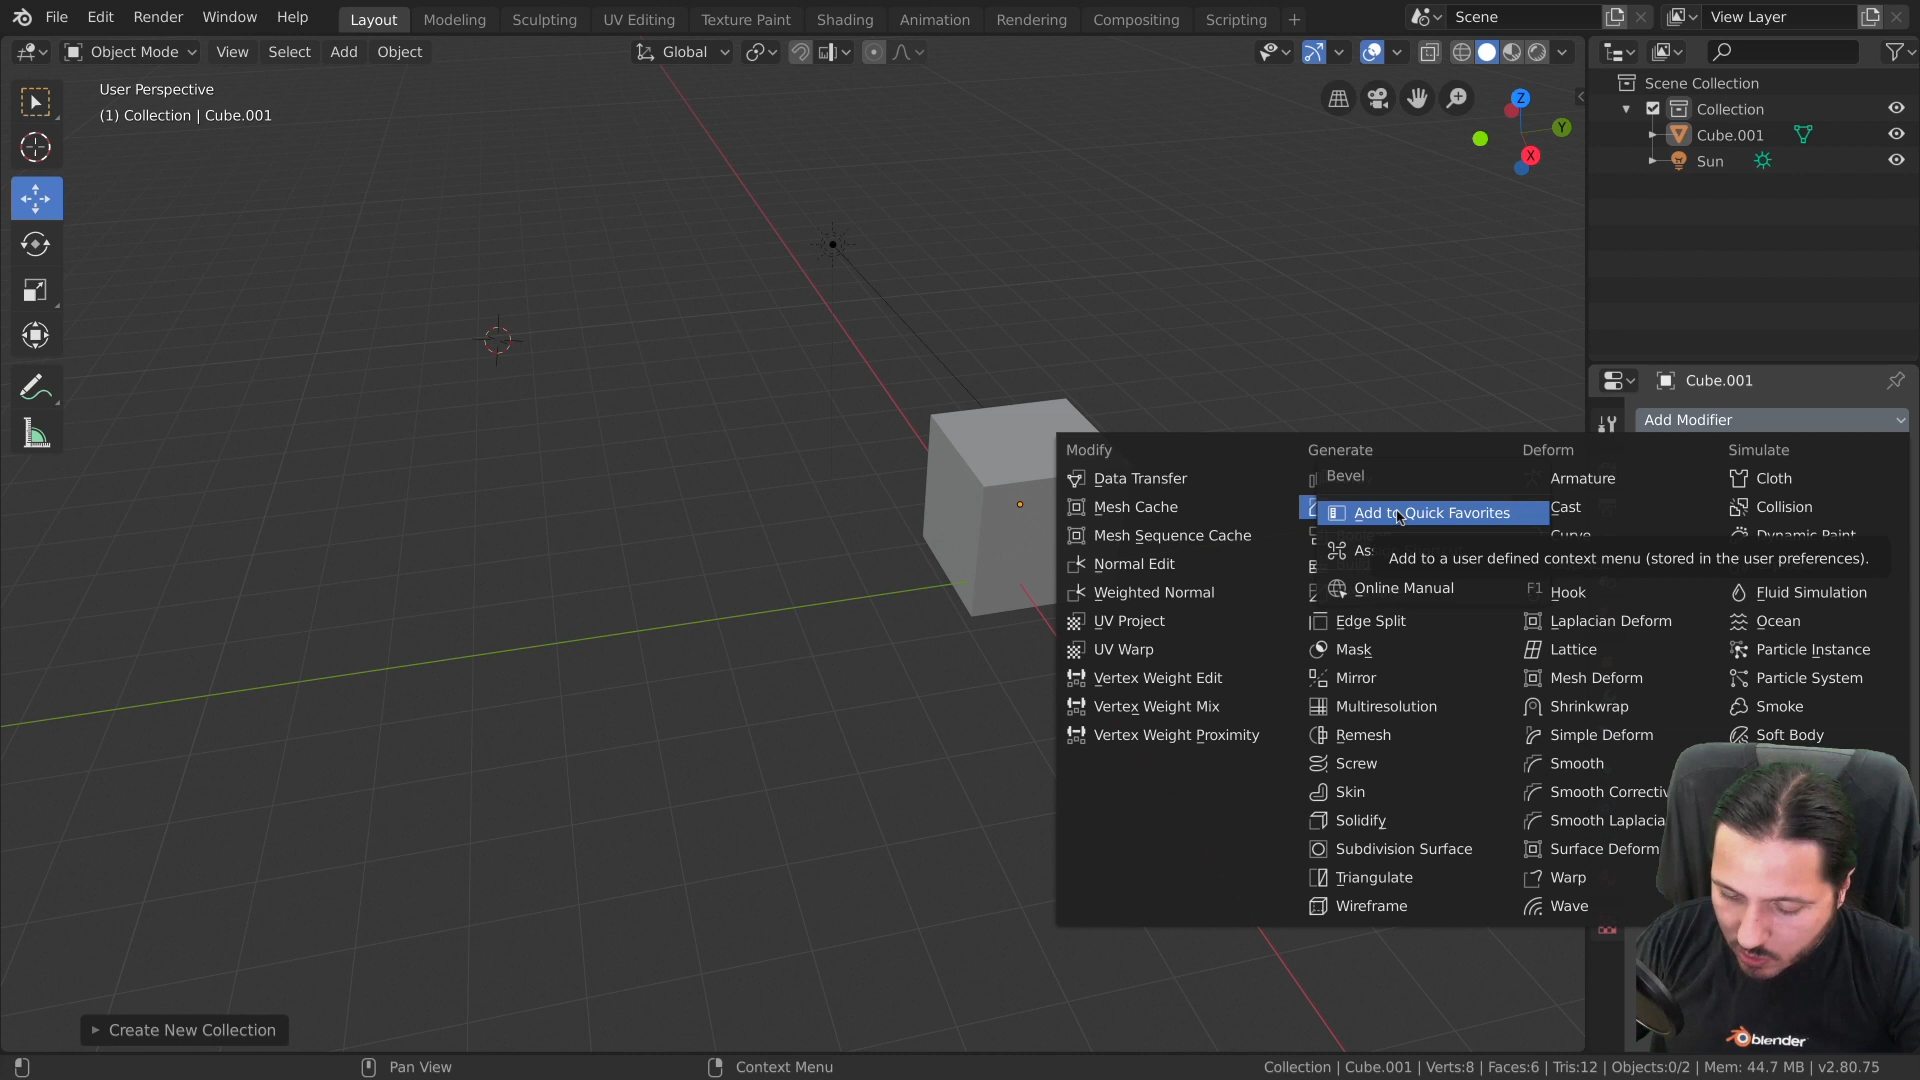 File Edit Render Window Help Layout Modeling Sculpting UV Editing Texture Paint Shading Animation Rendering Compositing Scripting + Scene View Layer
Object Mode View Select Add Object Global
User Perspective
(1) Collection | Cube.001
Z
Y
X
Scene Collection
Collection
Cube.001
Sun
Cube.001
Add Modifier
Modify
Data Transfer
Mesh Cache
Mesh Sequence Cache
Normal Edit
Weighted Normal
UV Project
UV Warp
Vertex Weight Edit
Vertex Weight Mix
Vertex Weight Proximity
Generate
Bevel
Add to Quick Favorites
As
Add to a user defined context menu (stored in the user preferences).
Online Manual F1
Edge Split
Mask
Mirror
Multiresolution
Remesh
Screw
Skin
Solidify
Subdivision Surface
Triangulate
Wireframe
Deform
Armature
Cast
Curve
Hook
Laplacian Deform
Lattice
Mesh Deform
Shrinkwrap
Simple Deform
Smooth
Smooth Correctiv
Smooth Laplacia
Surface Deform
Warp
Wave
Simulate
Cloth
Collision
Dynamic Paint
Fluid Simulation
Ocean
Particle Instance
Particle System
Smoke
Soft Body
blender
Create New Collection
Pan View Context Menu Collection | Cube.001 | Verts:8 | Faces:6 | Tris:12 | Objects:0/2 | Mem: 44.7 MB | v2.80.75